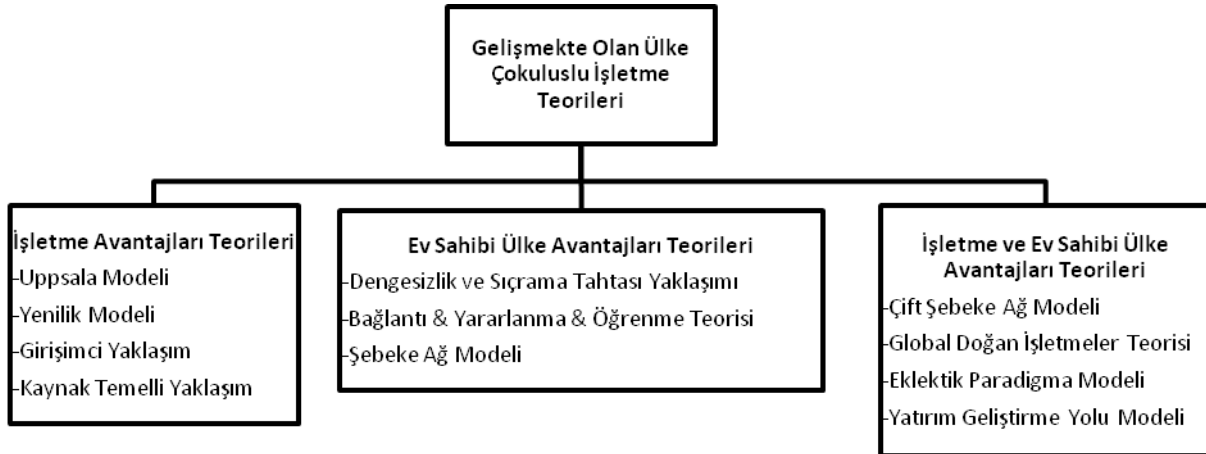 Gelişmekte Olan Ülke
Çokuluslu İşletme
Teorileri
İşletme Avantajları Teorileri
-Uppsala Modeli
-Yenilik Modeli
-Girişimci Yaklaşım
-Kaynak Temelli Yaklaşım
Ev Sahibi Ülke Avantajları Teorileri
-Dengesizlik ve Sıçrama Tahtası Yaklaşımı
-Bağlantı & Yararlanma & Öğrenme Teorisi
-Şebeke Ağ Modeli
İşletme ve Ev Sahibi Ülke
Avantajları Teorileri
-Çift Şebeke Ağ Modeli
-Global Doğan İşletmeler Teorisi
-Eklektik Paradigma Modeli
-Yatırım Geliştirme Yolu Modeli